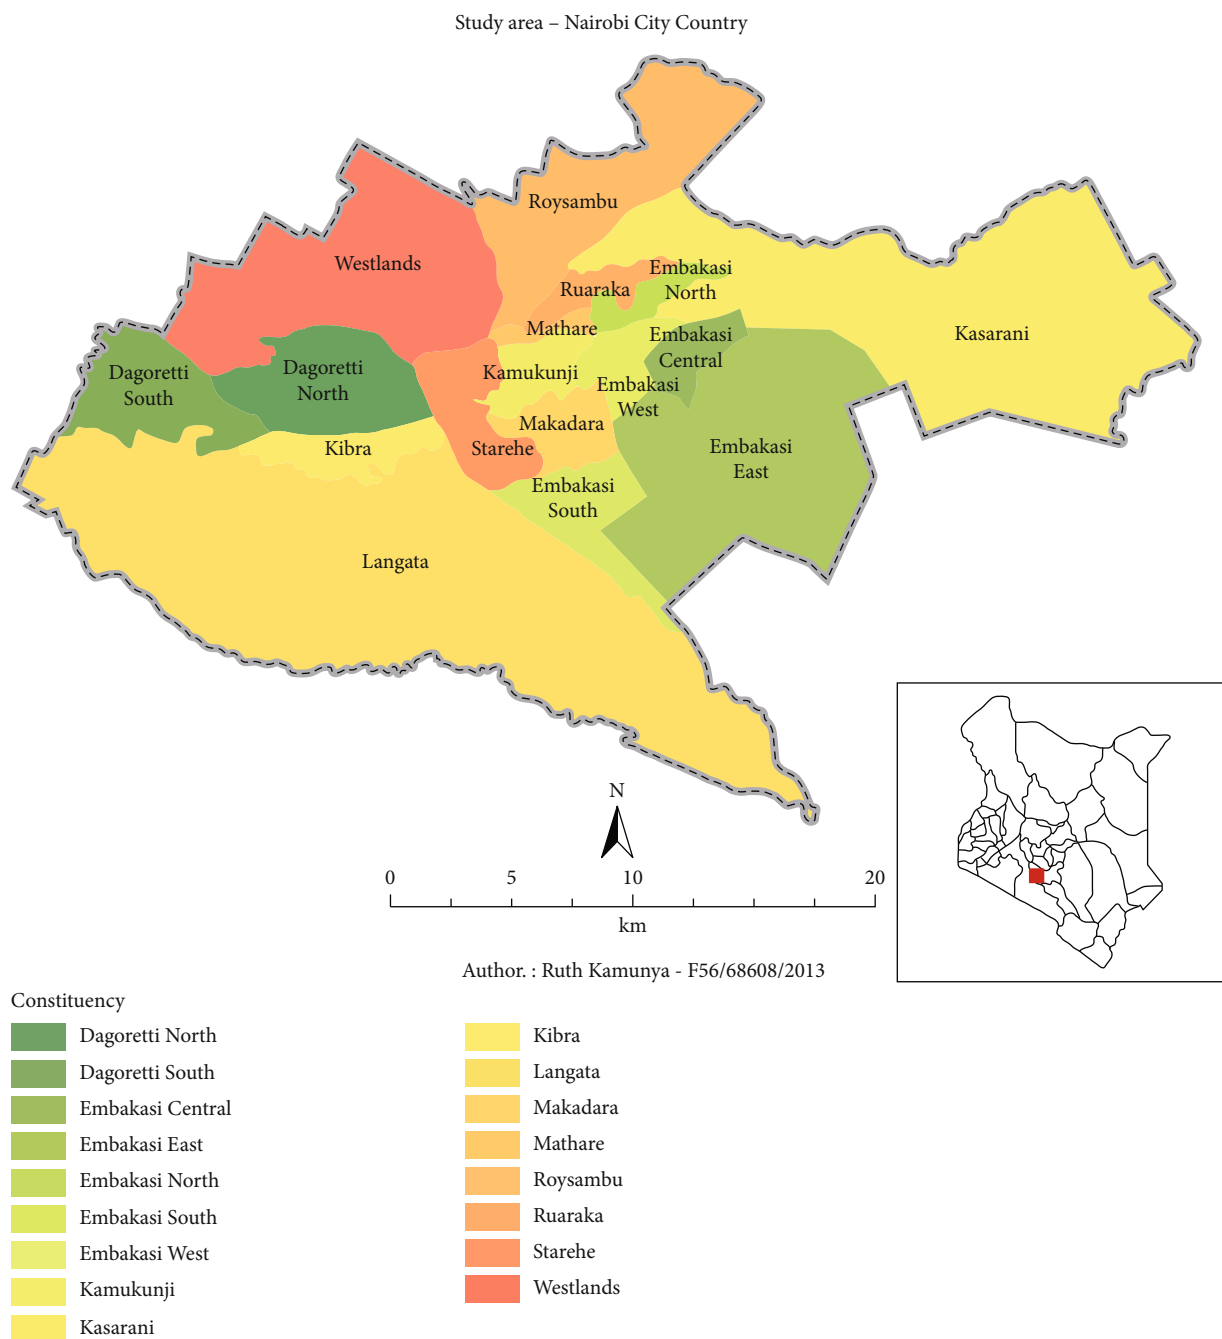 Study area – Nairobi City Country
Roysambu
Westlands
Embakasi
North
Ruaraka
Mathare
Kasarani
Embakasi
Central
Dagoretti
South
Dagoretti
North
Kamukunji
Embakasi
West
Makadara
Kibra
Starehe
Embakasi
East
Embakasi
South
Langata
N
0 5 10 20
km
Author. : Ruth Kamunya - F56/68608/2013
Constituency
Dagoretti North
Dagoretti South
Embakasi Central
Embakasi East
Embakasi North
Embakasi South
Embakasi West
Kamukunji
Kasarani
Kibra
Langata
Makadara
Mathare
Roysambu
Ruaraka
Starehe
Westlands